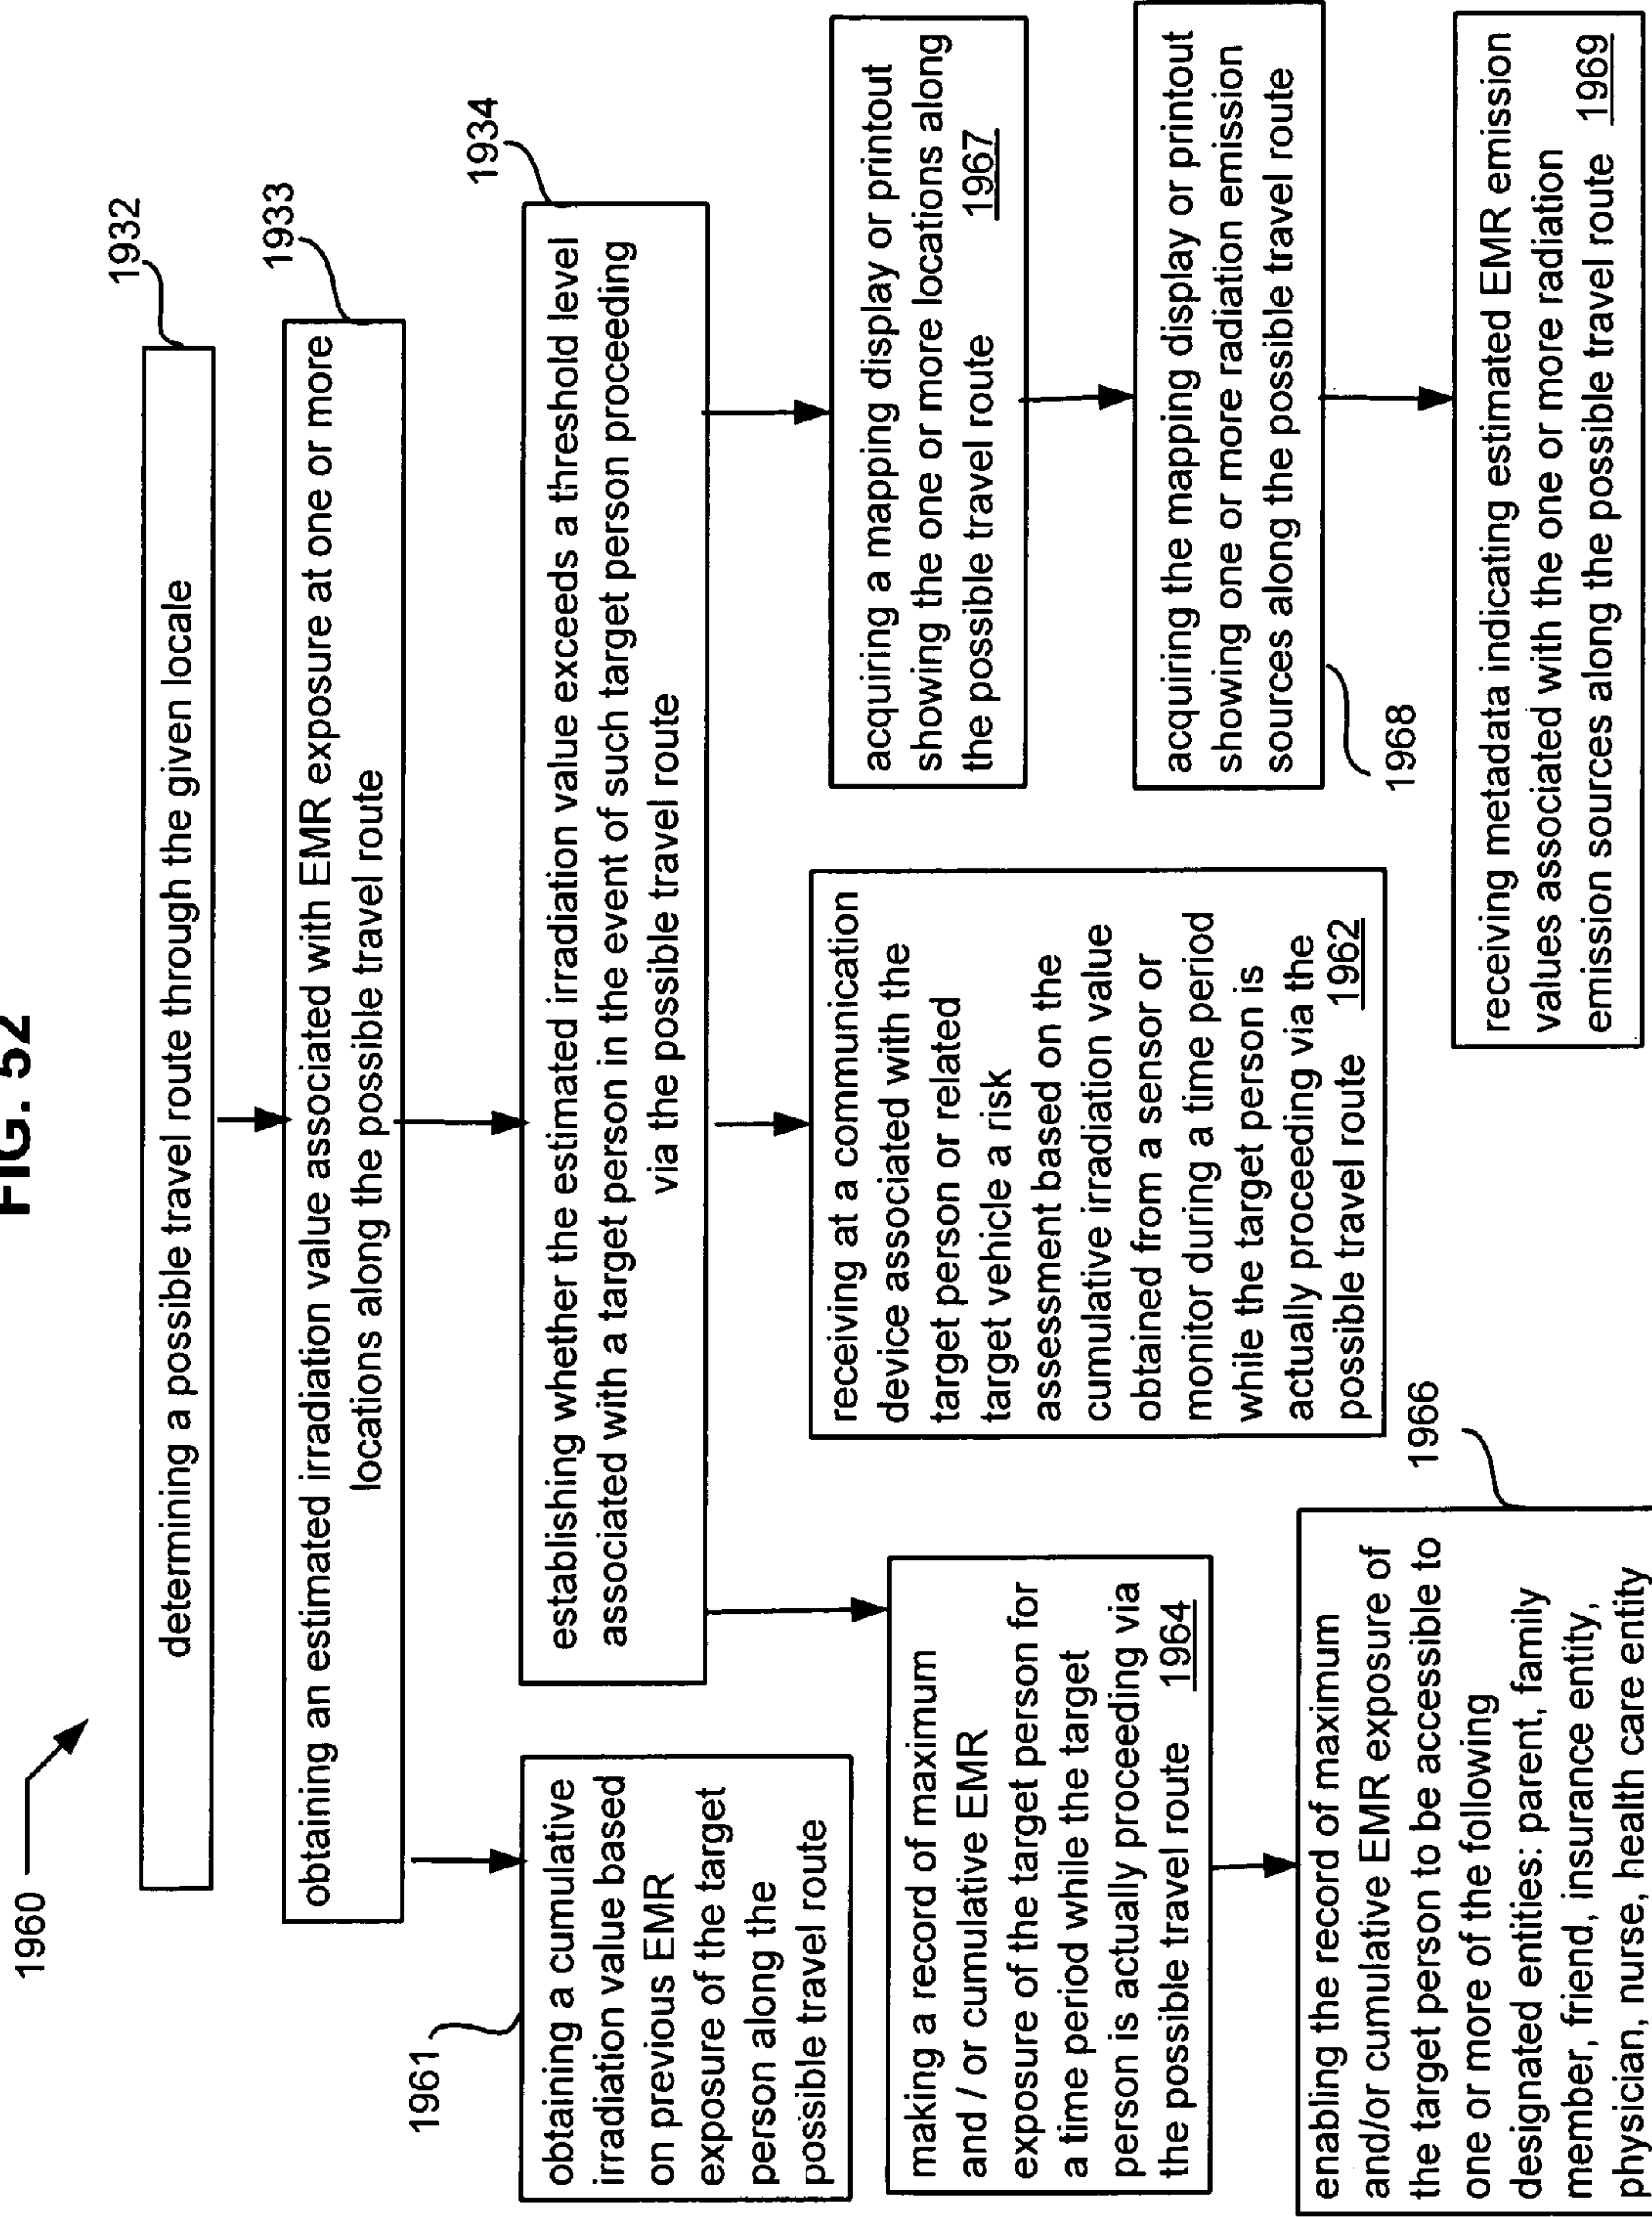 FIG. 52
1960
1932
determining a possible travel route through the given locale
1933
obtaining an estimated irradiation value associated with EMR exposure at one or more
locations along the possible travel route
1934
establishing whether the estimated irradiation value exceeds a threshold level
associated with a target person in the event of such target person proceeding
via the possible travel route
1961
obtaining a cumulative
irradiation value based
on previous EMR
exposure of the target
person along the
possible travel route
making a record of maximum
and / or cumulative EMR
exposure of the target person for
a time period while the target
person is actually proceeding via
the possible travel route 1964
1966
enabling the record of maximum
and/or cumulative EMR exposure of
the target person to be accessible to
one or more of the following
designated entities: parent, family
member, friend, insurance entity,
physician, nurse, health care entity
receiving at a communication
device associated with the
target person or related
target vehicle a risk
assessment based on the
cumulative irradiation value
obtained from a sensor or
monitor during a time period
while the target person is
actually proceeding via the
possible travel route 1962
acquiring a mapping display or printout
showing the one or more locations along
the possible travel route 1967
acquiring the mapping display or printout
showing one or more radiation emission
sources along the possible travel route
1968
receiving metadata indicating estimated EMR emission
values associated with the one or more radiation
emission sources along the possible travel route 1969